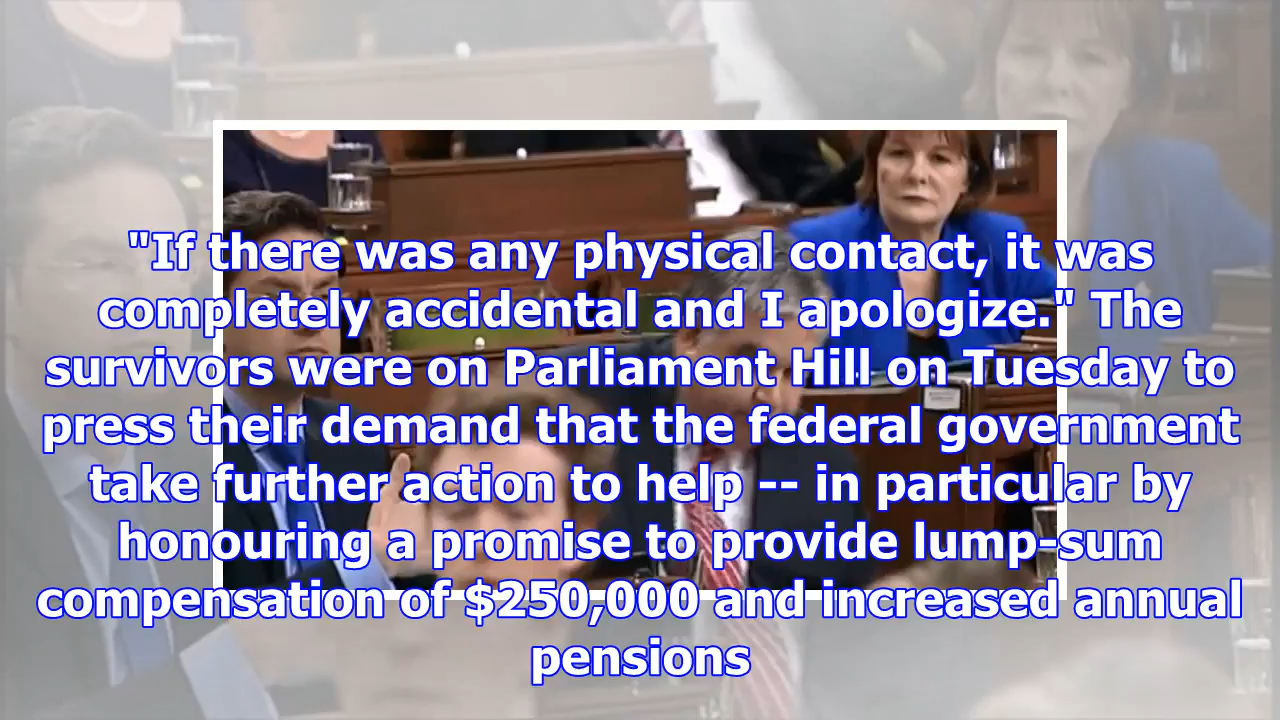 "If there was any physical contact, it was
completely accidental and I apologize." The
survivors were on Parliament Hill on Tuesday to
press their demand that the federal government
take further action to help -- in particular by
honouring a promise to provide lump-sum
compensation of $250,000 and increased annual
pensions